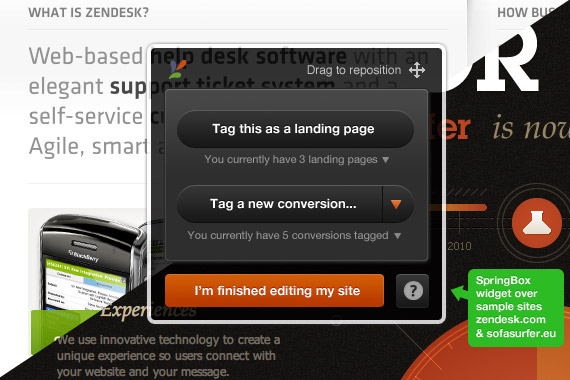 WHAT IS ZENDESK?
HOW BUS
Web-based help desk software with an
elegant support ticket system and a
self-service
Agile, smart
OR
fer is now
2010
BlackBerry
Drag to reposition
Tag this as a landing page
You currently have 3 landing pages ▼
Tag a new conversion... ▼
You currently have 5 conversions tagged ▼
I'm finished editing my site
?
SpringBox
widget over
sample sites
zendesk.com
& sofasurfer.eu
Experiences
We use innovative technology to create a
unique experience so users connect with
your website and your message.